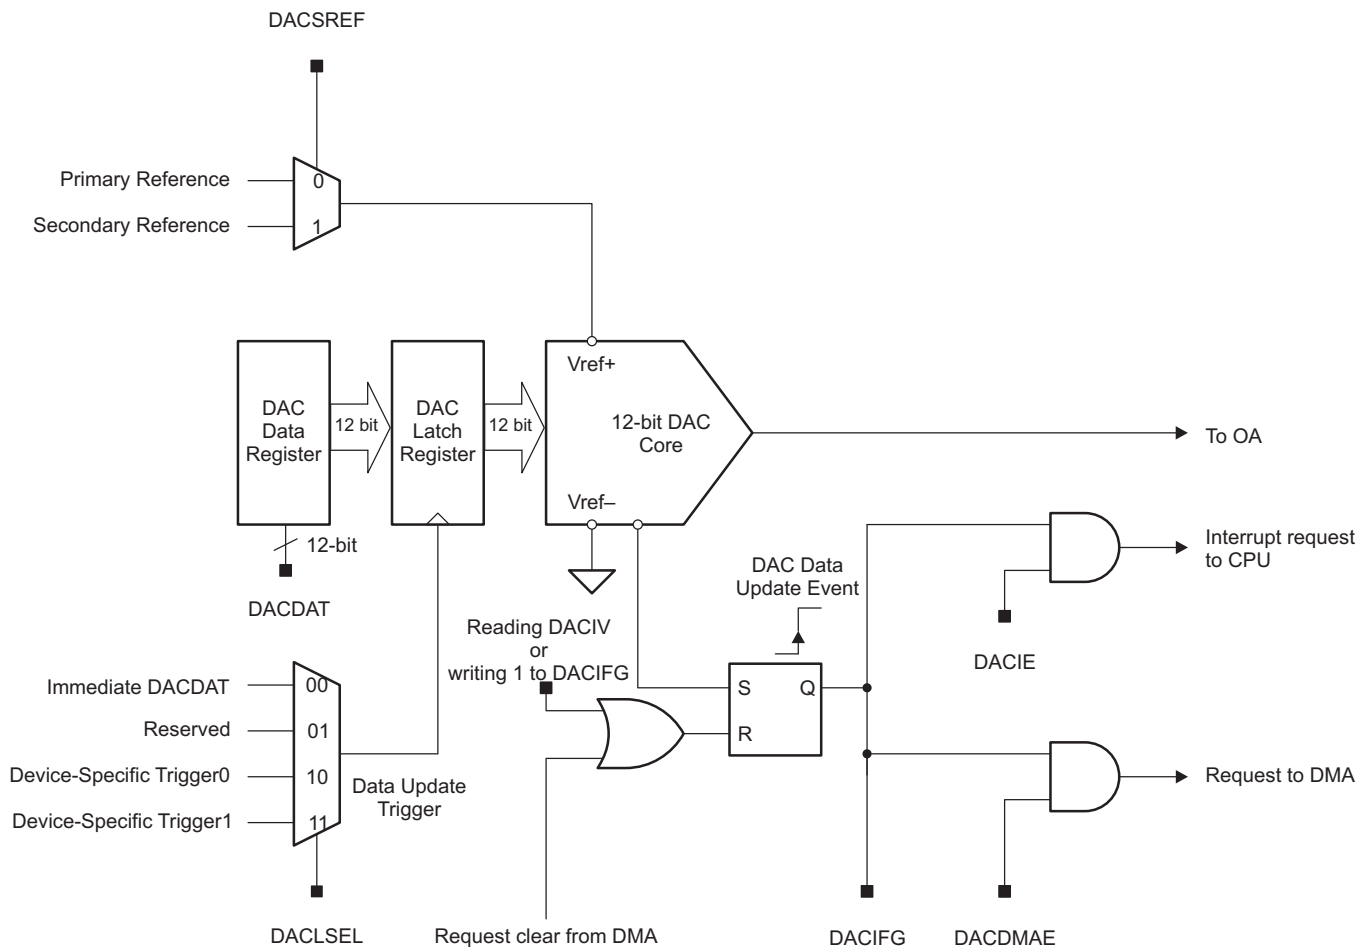 DACSREF
Primary Reference
0
Secondary Reference
1
Vref+
DAC
Data
Register
12 bit
DAC
Latch
Register
12 bit
12-bit DAC
Core
To OA
Vref–
12-bit
DACDAT
Interrupt request
to CPU
DAC Data
Update Event
Reading DACIV
or
writing 1 to DACIFG
DACIE
Immediate DACDAT
00
S
Q
Reserved
01
R
Device-Specific Trigger0
10
Data Update
Trigger
Request to DMA
Device-Specific Trigger1
11
DACLSEL
Request clear from DMA
DACIFG
DACDMAE